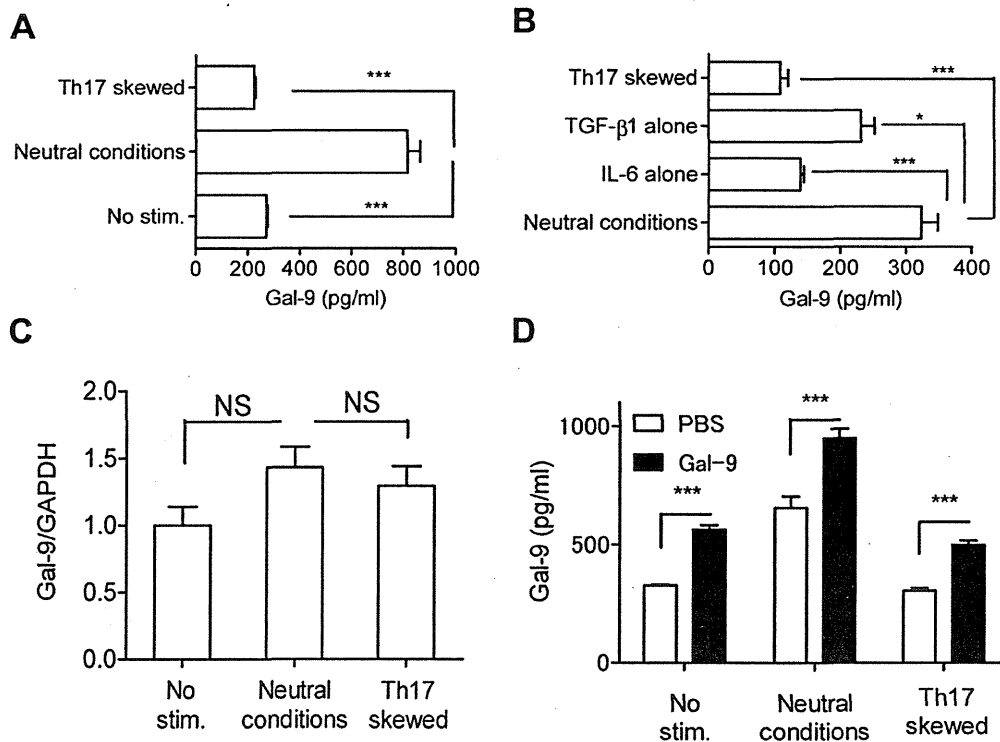 A
Th17 skewed
Neutral conditions
No stim.
***
***
0 200 400 600 800 1000
Gal-9 (pg/ml)
B
Th17 skewed
TGF-β1 alone
IL-6 alone
Neutral conditions
***
*
***
0 100 200 300 400
Gal-9 (pg/ml)
C
Gal-9/GAPDH
2.0
1.5
1.0
0.5
0.0
NS NS
No stim.
Neutral conditions
Th17 skewed
D
Gal-9 (pg/ml)
1000
500
0
PBS
Gal-9
***
***
***
No stim.
Neutral conditions
Th17 skewed